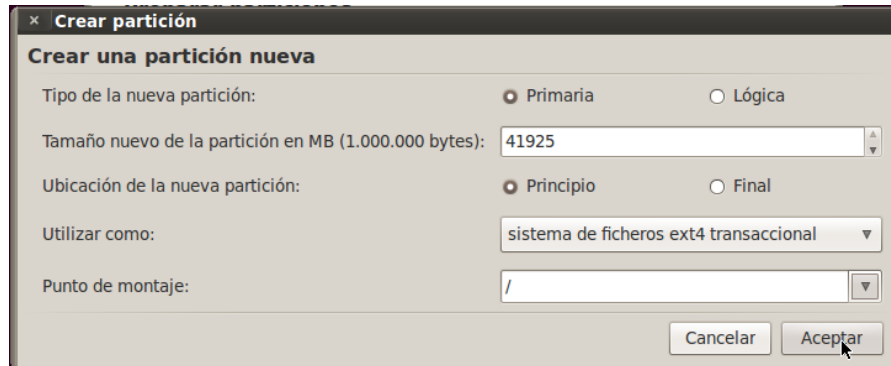 Crear partición
Crear una partición nueva
Tipo de la nueva partición: Primaria Lógica
Tamaño nuevo de la partición en MB (1.000.000 bytes): 41925
Ubicación de la nueva partición: Principio Final
Utilizar como: sistema de ficheros ext4 transaccional
Punto de montaje: /
Cancelar Aceptar